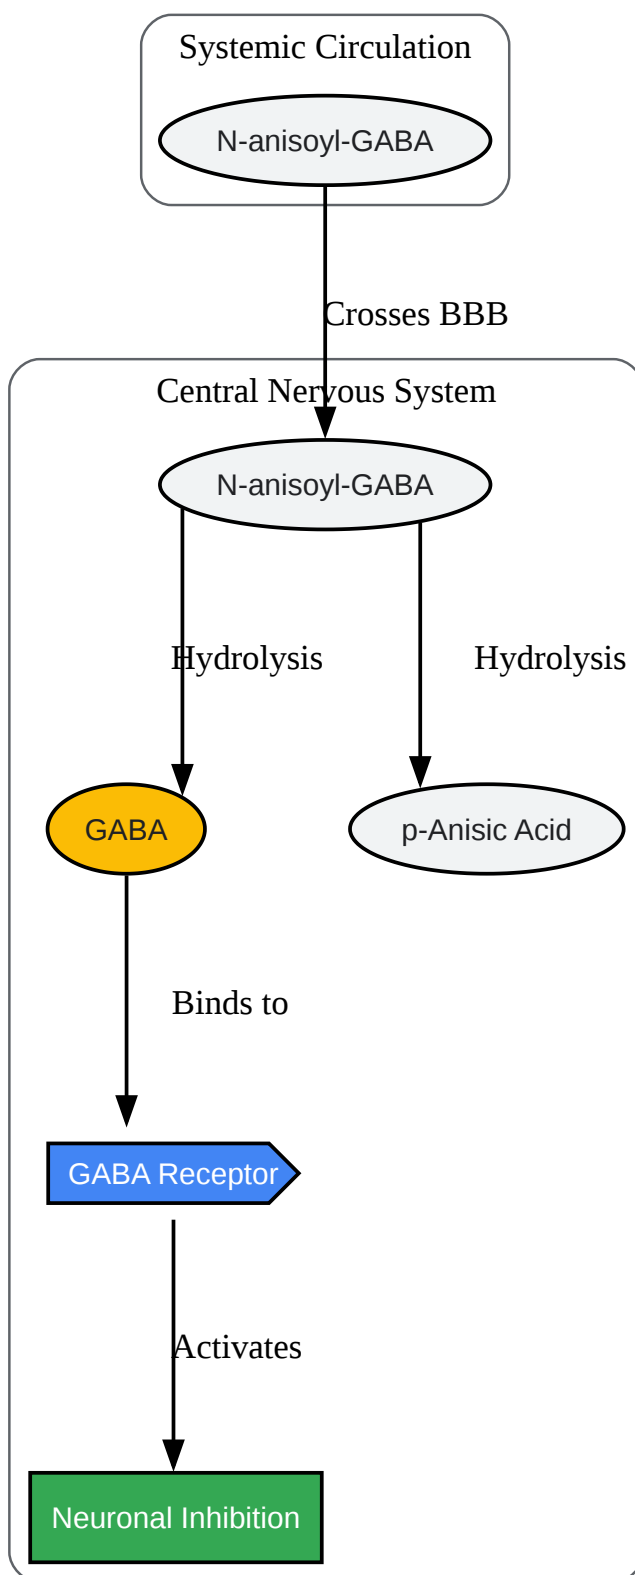 Systemic Circulation
N-anisoyl-GABA
Crosses BBB
Central Nervous System
N-anisoyl-GABA
Hydrolysis
Hydrolysis
GABA
p-Anisic Acid
Binds to
GABA Receptor
Activates
Neuronal Inhibition